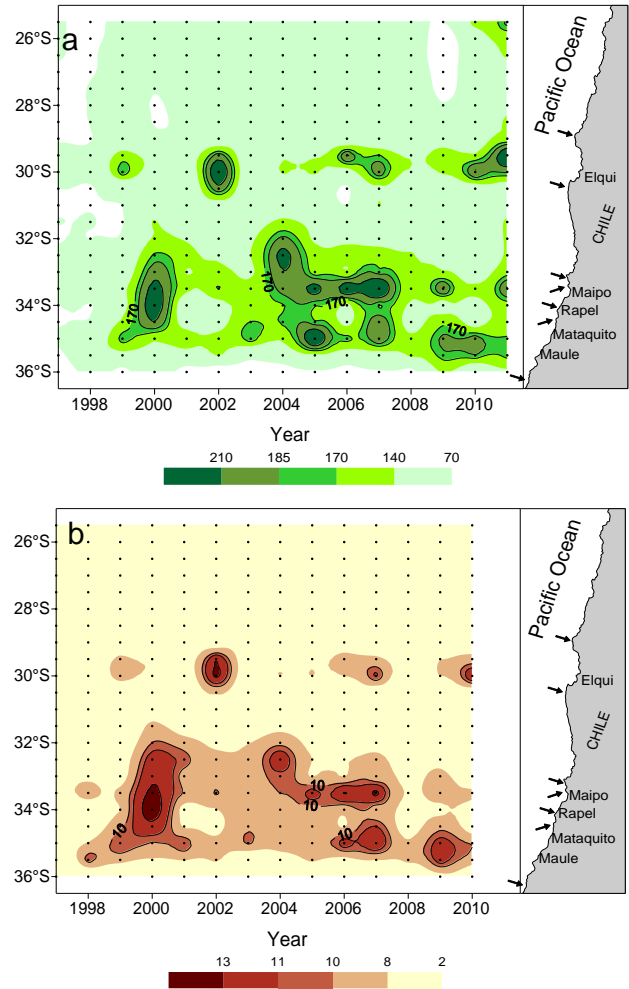 a
26°S
28°S
30°S
32°S
34°S
36°S
170
170
170
170
1998 2000 2002 2004 2006 2008 2010
Year
210 185 170 140 70
Pacific Ocean
Elqui
CHILE
Maipo
Rapel
Mataquito
Maule
b
26°S
28°S
30°S
32°S
34°S
36°S
10
10
10
10
1998 2000 2002 2004 2006 2008 2010
Year
13 11 10 8 2
Pacific Ocean
Elqui
CHILE
Maipo
Rapel
Mataquito
Maule